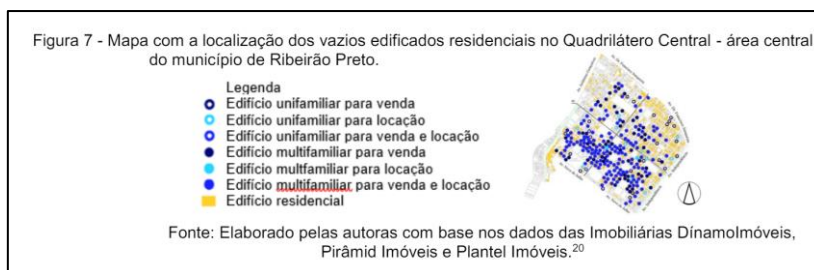 Figura 7 - Mapa com a localização dos vazios edificados residenciais no Quadrilátero Central - área central
do município de Ribeirão Preto.
Legenda
Edifício unifamiliar para venda
Edifício unifamiliar para locação
Edifício unifamiliar para venda e locação
Edifício multifamiliar para venda
Edifício multfamiliar para locação
Edifício multifamiliar para venda e locação
Edifício residencial
Fonte: Elaborado pelas autoras com base nos dados das Imobiliárias DínamoImóveis,
Pirâmid Imóveis e Plantel Imóveis.²⁰